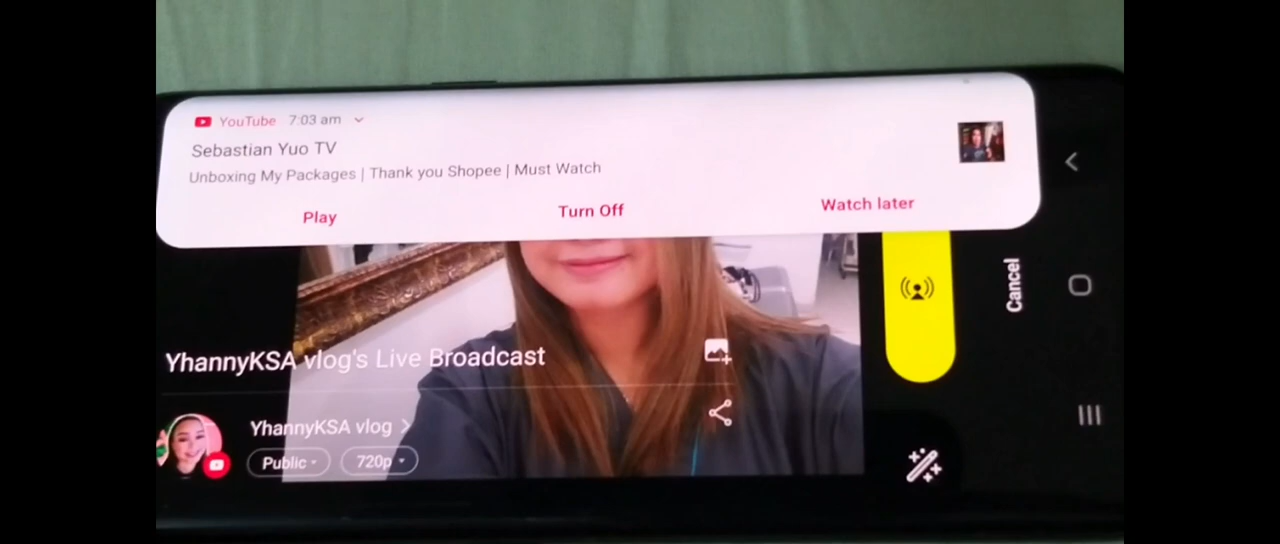 YouTube 7:03 am
Sebastian Yuo TV
Unboxing My Packages | Thank you Shopee | Must Watch
Play Turn Off Watch later
Cancel
YhannyKSA vlog's Live Broadcast
YhannyKSA vlog
Public 720p